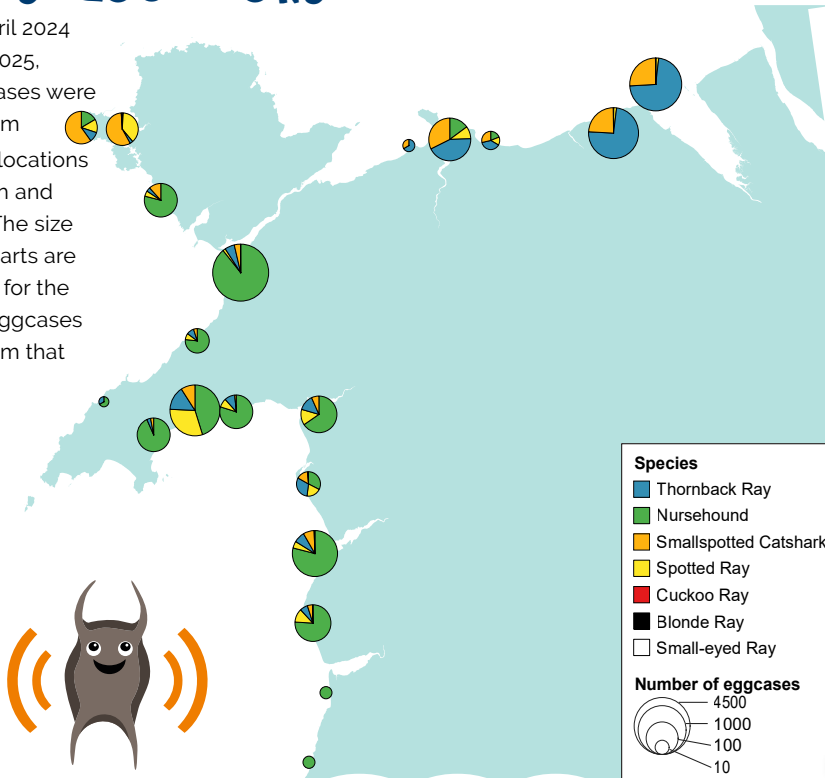 ril 2024
025,
ases were
m
locations
n and
The size
arts are
for the
ggcases
m that
Species
Thornback Ray
Nursehound
Smallspotted Catshark
Spotted Ray
Cuckoo Ray
Blonde Ray
Small-eyed Ray
Number of eggcases
4500
1000
100
10